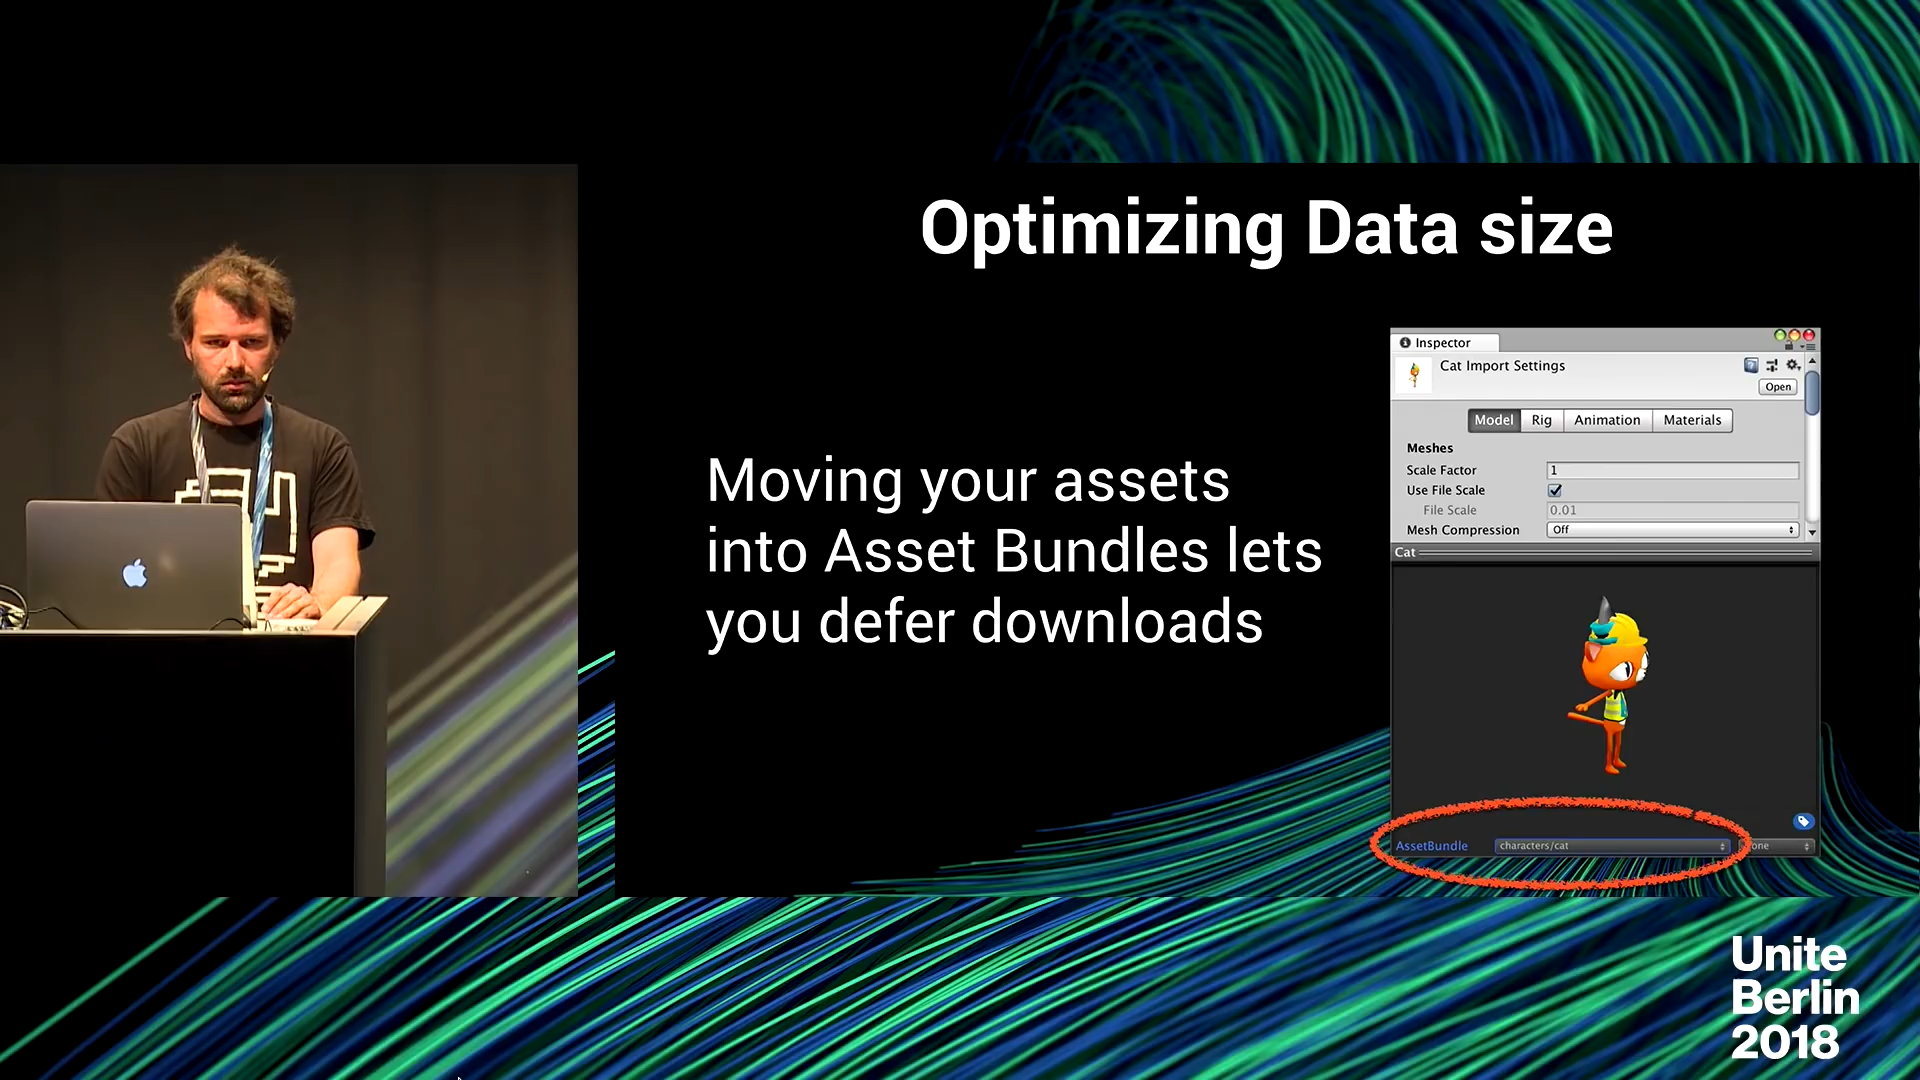 Optimizing Data size
Moving your assets
into Asset Bundles lets
you defer downloads
Inspector
Cat Import Settings
Open
Model Rig Animation Materials
Meshes
Scale Factor 1
Use File Scale
File Scale 0.01
Mesh Compression Off
Cat
AssetBundle characters/cat
Unite
Berlin
2018